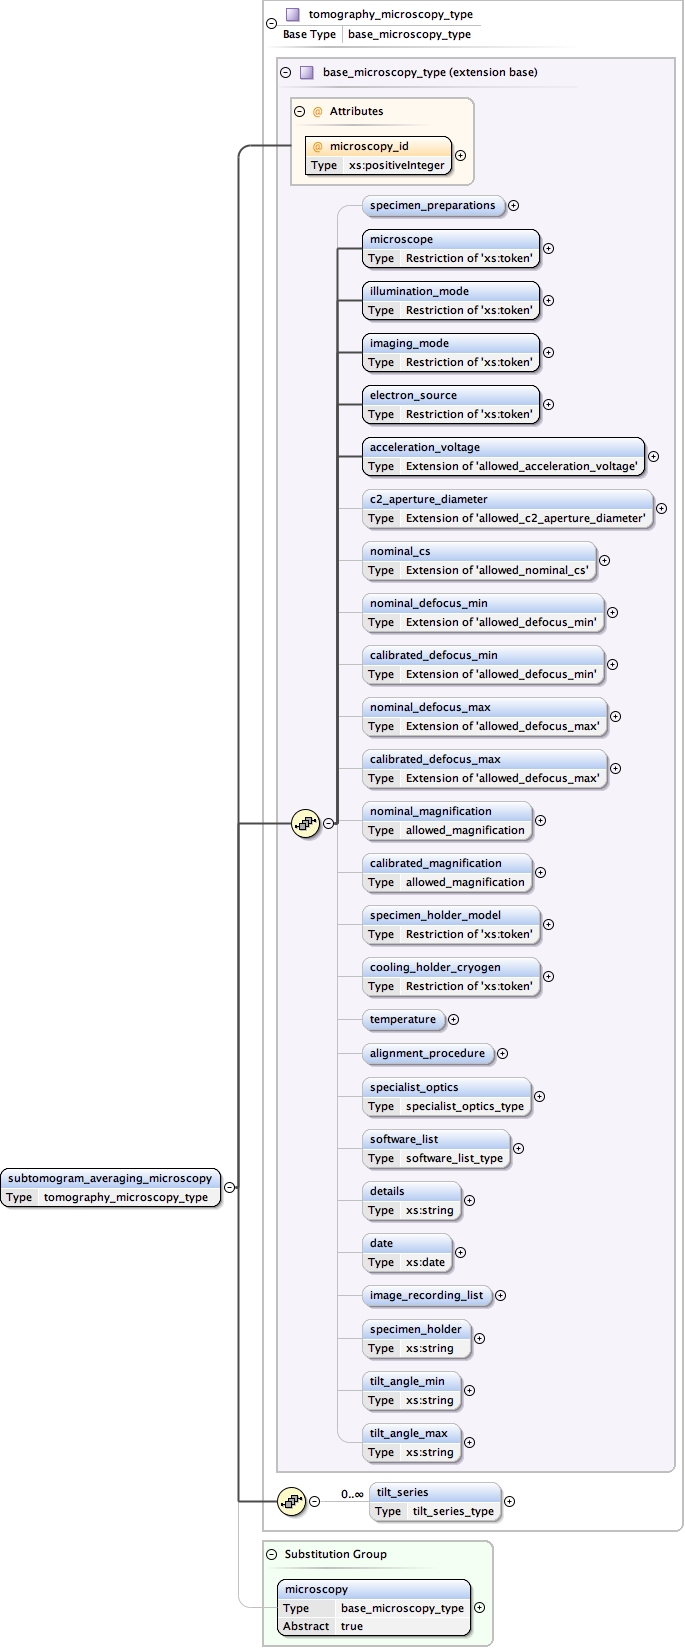 tomography_microscopy_type
Base Type base_microscopy_type
base_microscopy_type (extension base)
@ Attributes
@ microscopy_id
Type xs:positiveInteger
specimen_preparations
microscope
Type Restriction of 'xs:token'
illumination_mode
Type Restriction of 'xs:token'
imaging_mode
Type Restriction of 'xs:token'
electron_source
Type Restriction of 'xs:token'
acceleration_voltage
Type Extension of 'allowed_acceleration_voltage'
c2_aperture_diameter
Type Extension of 'allowed_c2_aperture_diameter'
nominal_cs
Type Extension of 'allowed_nominal_cs'
nominal_defocus_min
Type Extension of 'allowed_defocus_min'
calibrated_defocus_min
Type Extension of 'allowed_defocus_min'
nominal_defocus_max
Type Extension of 'allowed_defocus_max'
calibrated_defocus_max
Type Extension of 'allowed_defocus_max'
nominal_magnification
Type allowed_magnification
calibrated_magnification
Type allowed_magnification
specimen_holder_model
Type Restriction of 'xs:token'
cooling_holder_cryogen
Type Restriction of 'xs:token'
temperature
alignment_procedure
specialist_optics
Type specialist_optics_type
software_list
Type software_list_type
subtomogram_averaging_microscopy
Type tomography_microscopy_type
details
Type xs:string
date
Type xs:date
image_recording_list
specimen_holder
Type xs:string
tilt_angle_min
Type xs:string
tilt_angle_max
Type xs:string
0..∞
tilt_series
Type tilt_series_type
Substitution Group
microscopy
Type base_microscopy_type
Abstract true